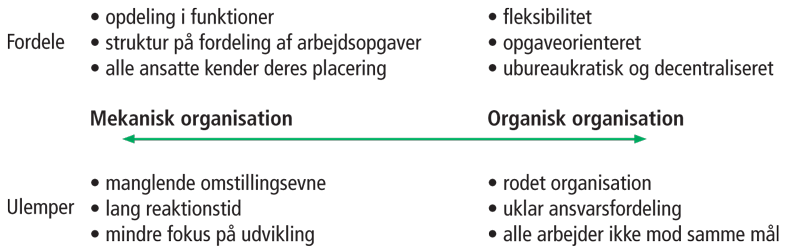 Fordele
• opdeling i funktioner
• struktur på fordeling af arbejdsopgaver
• alle ansatte kender deres placering
• fleksibilitet
• opgaveorienteret
• ubureaukratisk og decentraliseret
Mekanisk organisation
Organisk organisation
Ulemper
• manglende omstillingsevne
• lang reaktionstid
• mindre fokus på udvikling
• rodet organisation
• uklar ansvarsfordeling
• alle arbejder ikke mod samme mål